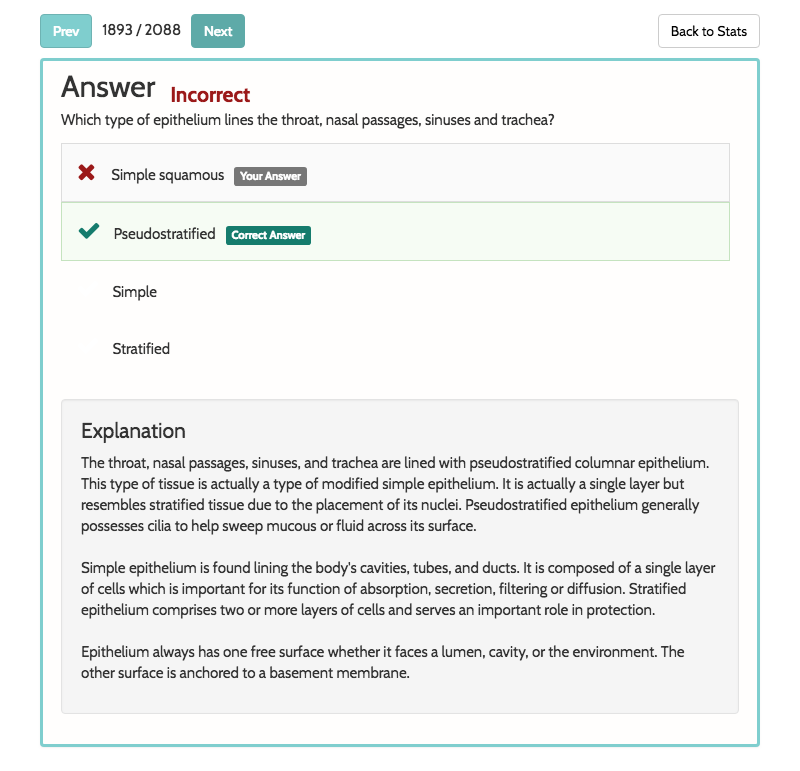 Prev 1893 / 2088 Next Back to Stats
Answer Incorrect
Which type of epithelium lines the throat, nasal passages, sinuses and trachea?
Simple squamous Your Answer
Pseudostratified Correct Answer
Simple
Stratified
Explanation
The throat, nasal passages, sinuses, and trachea are lined with pseudostratified columnar epithelium.
This type of tissue is actually a type of modified simple epithelium. It is actually a single layer but
resembles stratified tissue due to the placement of its nuclei. Pseudostratified epithelium generally
possesses cilia to help sweep mucous or fluid across its surface.
Simple epithelium is found lining the body's cavities, tubes, and ducts. It is composed of a single layer
of cells which is important for its function of absorption, secretion, filtering or diffusion. Stratified
epithelium comprises two or more layers of cells and serves an important role in protection.
Epithelium always has one free surface whether it faces a lumen, cavity, or the environment. The
other surface is anchored to a basement membrane.